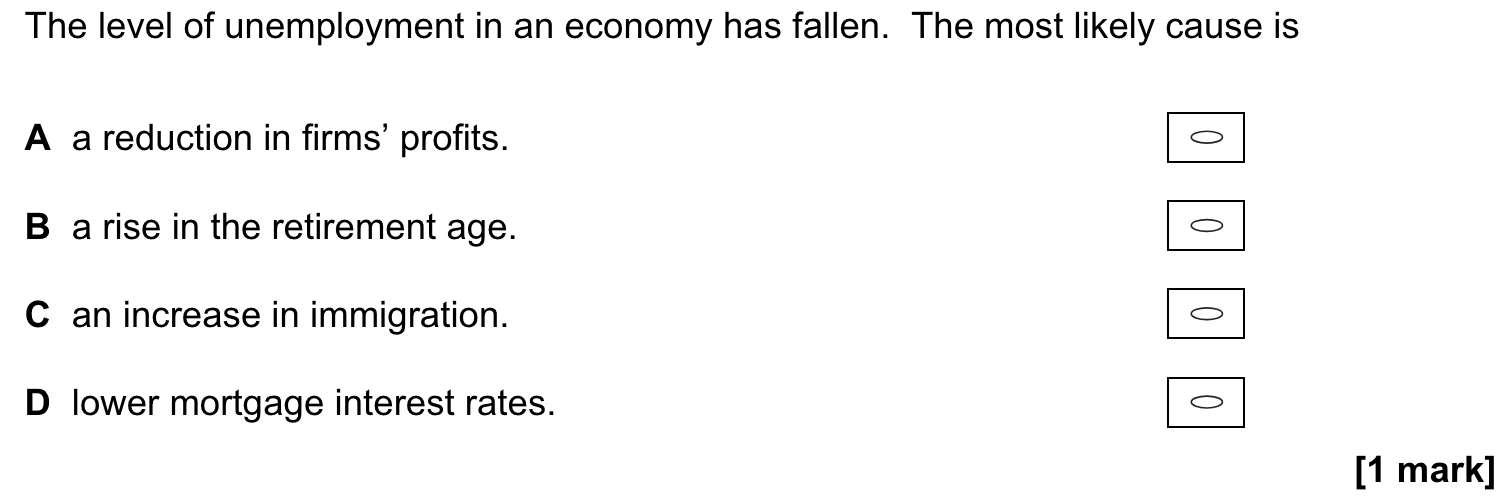 The level of unemployment in an economy has fallen.  The most likely cause is
A a reduction in firms’ profits.
B a rise in the retirement age.
C an increase in immigration.
D lower mortgage interest rates.
[1 mark]